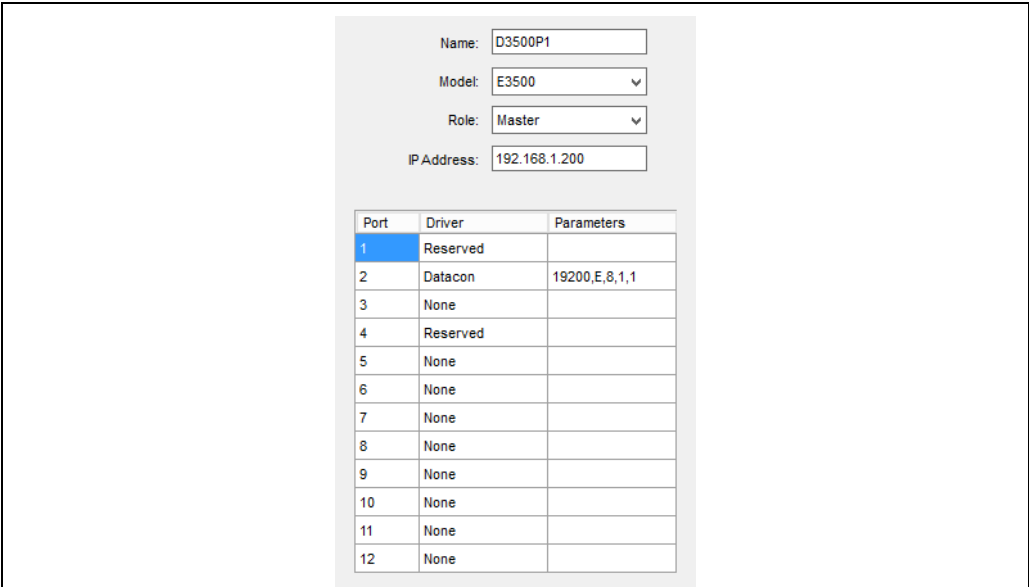 Name: D3500P1
Model: E3500
Role: Master
IP Address: 192.168.1.200
Port Driver Parameters
1 Reserved
2 Datacon 19200,E,8,1,1
3 None
4 Reserved
5 None
6 None
7 None
8 None
9 None
10 None
11 None
12 None